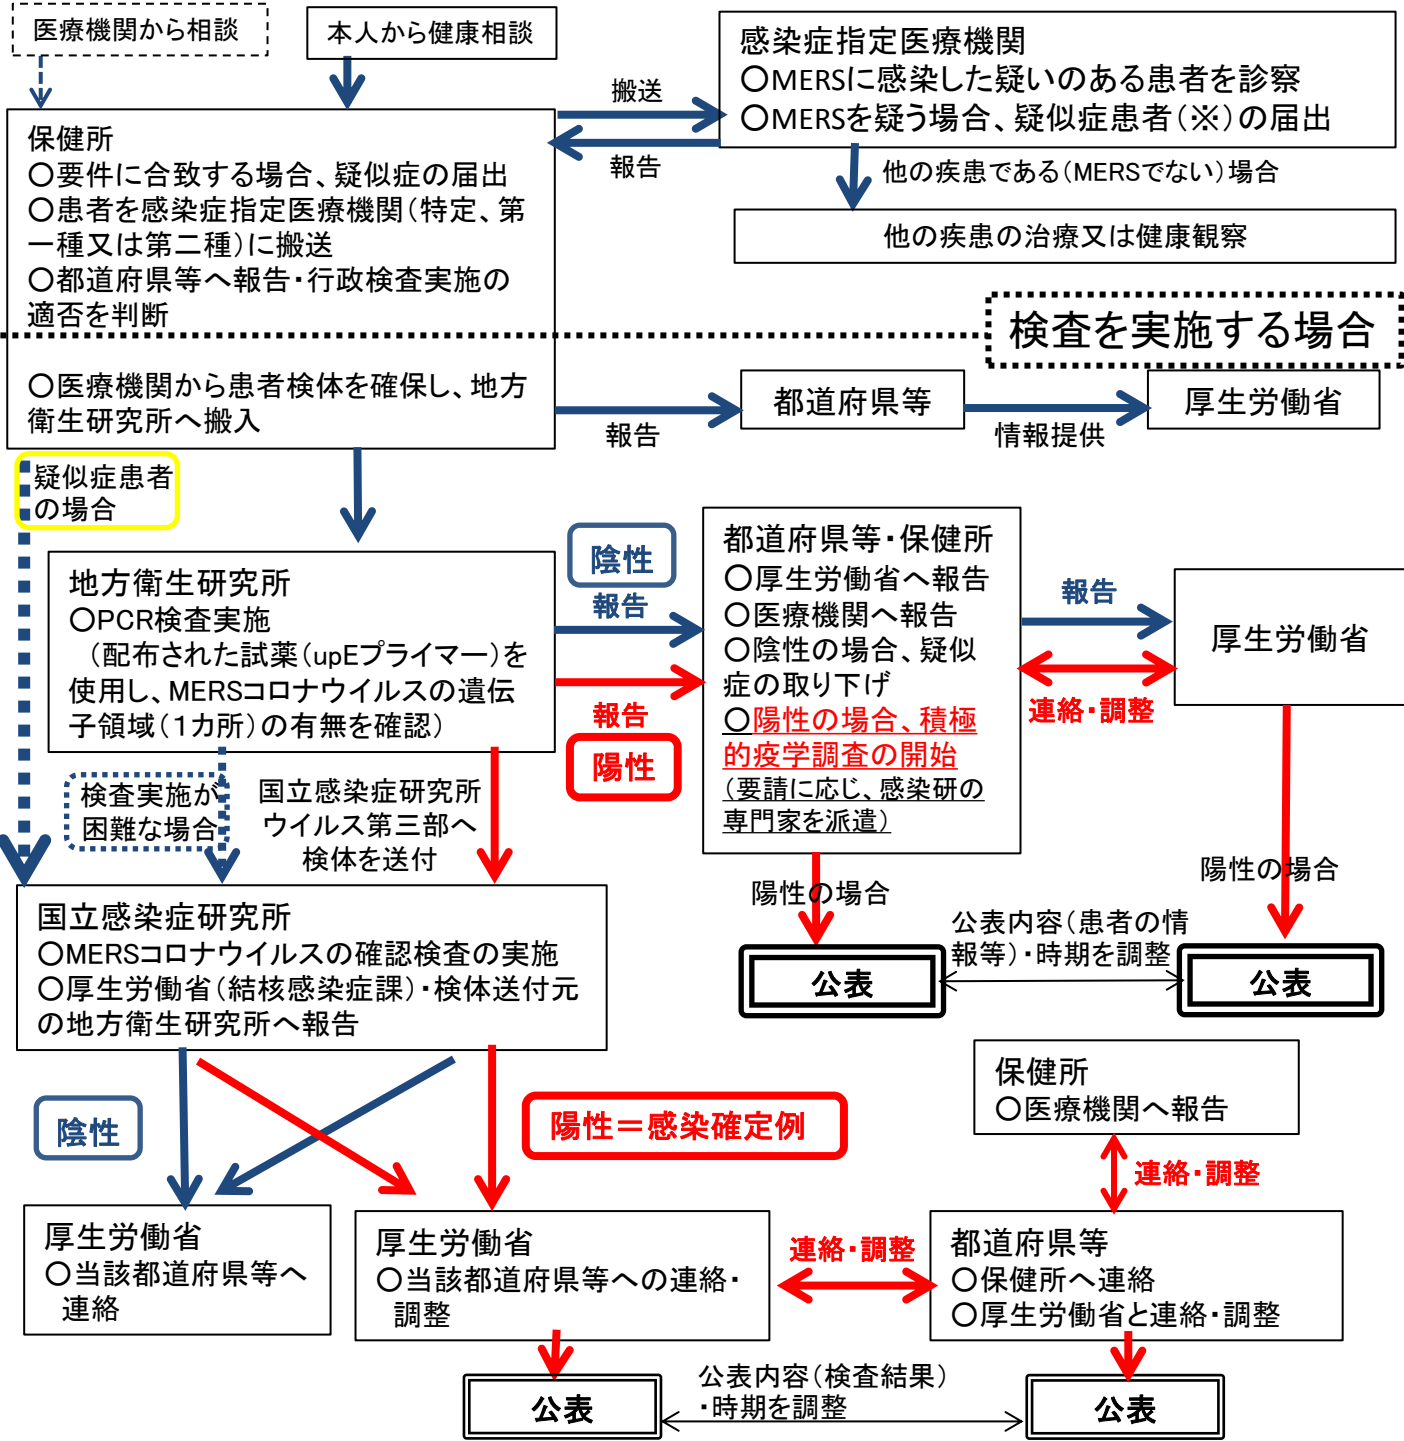 医療機関から相談
本人から健康相談
感染症指定医療機関
○MERSに感染した疑いのある患者を診察
○MERSを疑う場合、疑似症患者(※)の届出
搬送
報告
保健所
○要件に合致する場合、疑似症の届出
○患者を感染症指定医療機関(特定、第
一種又は第二種)に搬送
○都道府県等へ報告・行政検査実施の
適否を判断
他の疾患である(MERSでない)場合
他の疾患の治療又は健康観察
検査を実施する場合
○医療機関から患者検体を確保し、地方
衛生研究所へ搬入
報告
都道府県等
情報提供
厚生労働省
疑似症患者
の場合
地方衛生研究所
○PCR検査実施
(配布された試薬(upEプライマー)を
使用し、MERSコロナウイルスの遺伝
子領域(1カ所)の有無を確認)
陰性
報告
報告
陽性
都道府県等・保健所
○厚生労働省へ報告
○医療機関へ報告
○陰性の場合、疑似
症の取り下げ
○陽性の場合、積極
的疫学調査の開始
(要請に応じ、感染研の
専門家を派遣)
報告
連絡・調整
厚生労働省
検査実施が
困難な場合
国立感染症研究所
ウイルス第三部へ
検体を送付
陽性の場合
陽性の場合
公表内容(患者の情
報等)・時期を調整
公表
公表
国立感染症研究所
○MERSコロナウイルスの確認検査の実施
○厚生労働省(結核感染症課)・検体送付元
の地方衛生研究所へ報告
陰性
陽性=感染確定例
保健所
○医療機関へ報告
連絡・調整
厚生労働省
○当該都道府県等へ
連絡
厚生労働省
○当該都道府県等への連絡・
調整
連絡・調整
都道府県等
○保健所へ連絡
○厚生労働省と連絡・調整
公表内容(検査結果)
・時期を調整
公表
公表